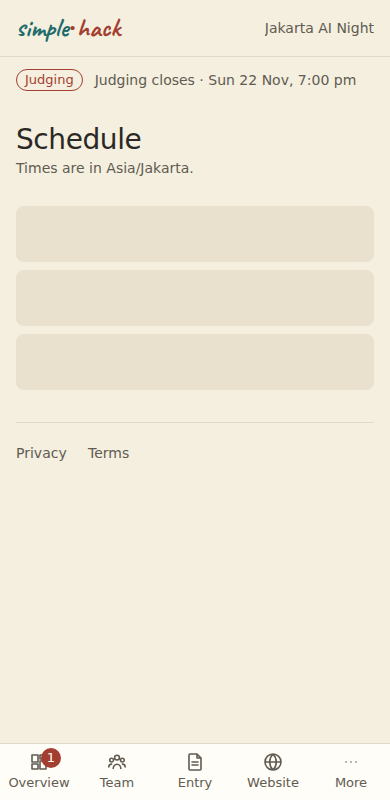 simple·hack
Jakarta AI Night
Judging
Judging closes · Sun 22 Nov, 7:00 pm
Schedule
Times are in Asia/Jakarta.
Privacy
Terms
1
Overview
Team
Entry
Website
More